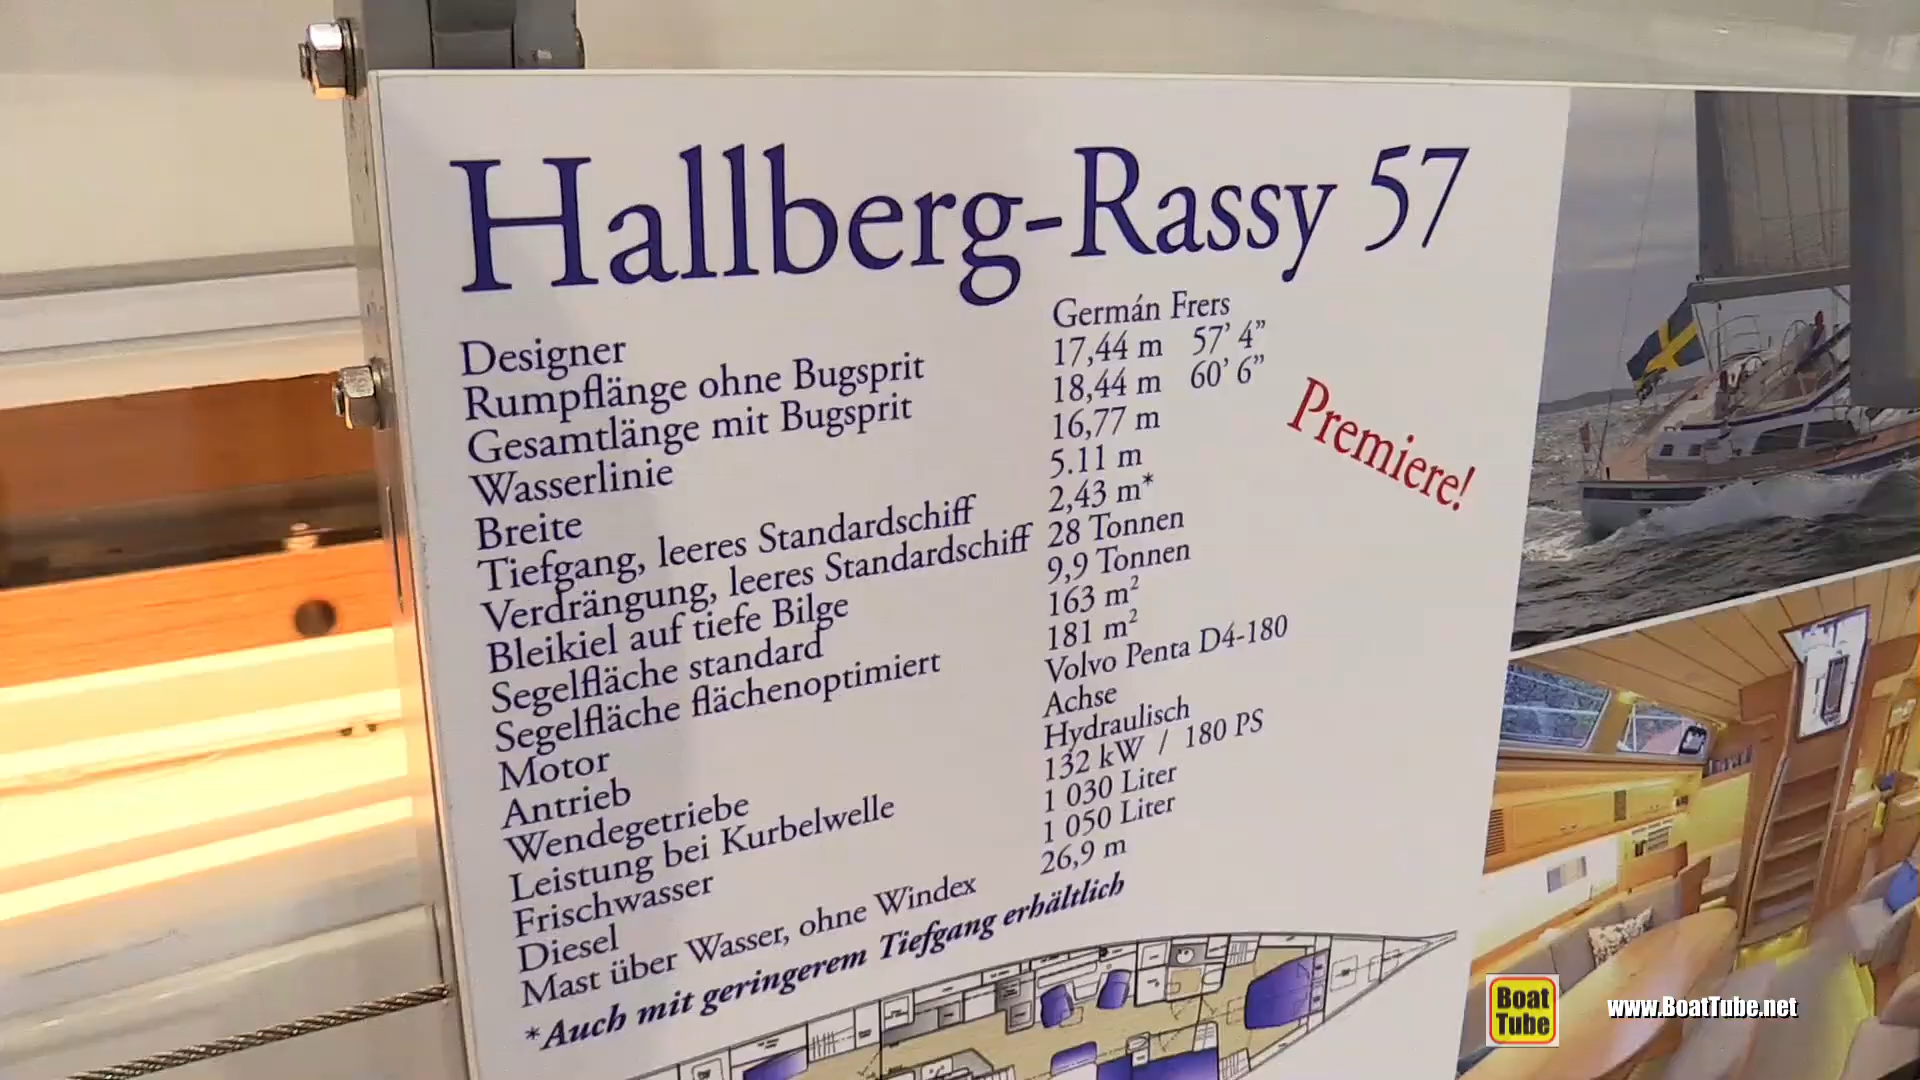 Hallberg-Rassy 57
Designer Germán Frers
Rumpflänge ohne Bugsprit 17,44 m 57' 4”
Gesamtlänge mit Bugsprit 18,44 m 60' 6”
Wasserlinie 16,77 m
Breite 5.11 m
Tiefgang, leeres Standardschiff 2,43 m*
Verdrängung, leeres Standardschiff 28 Tonnen
Bleikiel auf tiefe Bilge 9,9 Tonnen
Segelfläche standard 163 m²
Segelfläche flächenoptimiert 181 m²
Motor Volvo Penta D4-180
Antrieb Achse
Wendegetriebe Hydraulisch
Leistung bei Kurbelwelle 132 kW / 180 PS
Frischwasser 1 030 Liter
Diesel 1 050 Liter
Mast über Wasser, ohne Windex 26,9 m
*Auch mit geringerem Tiefgang erhältlich
Premiere!
Boat
Tube
www.BoatTube.net